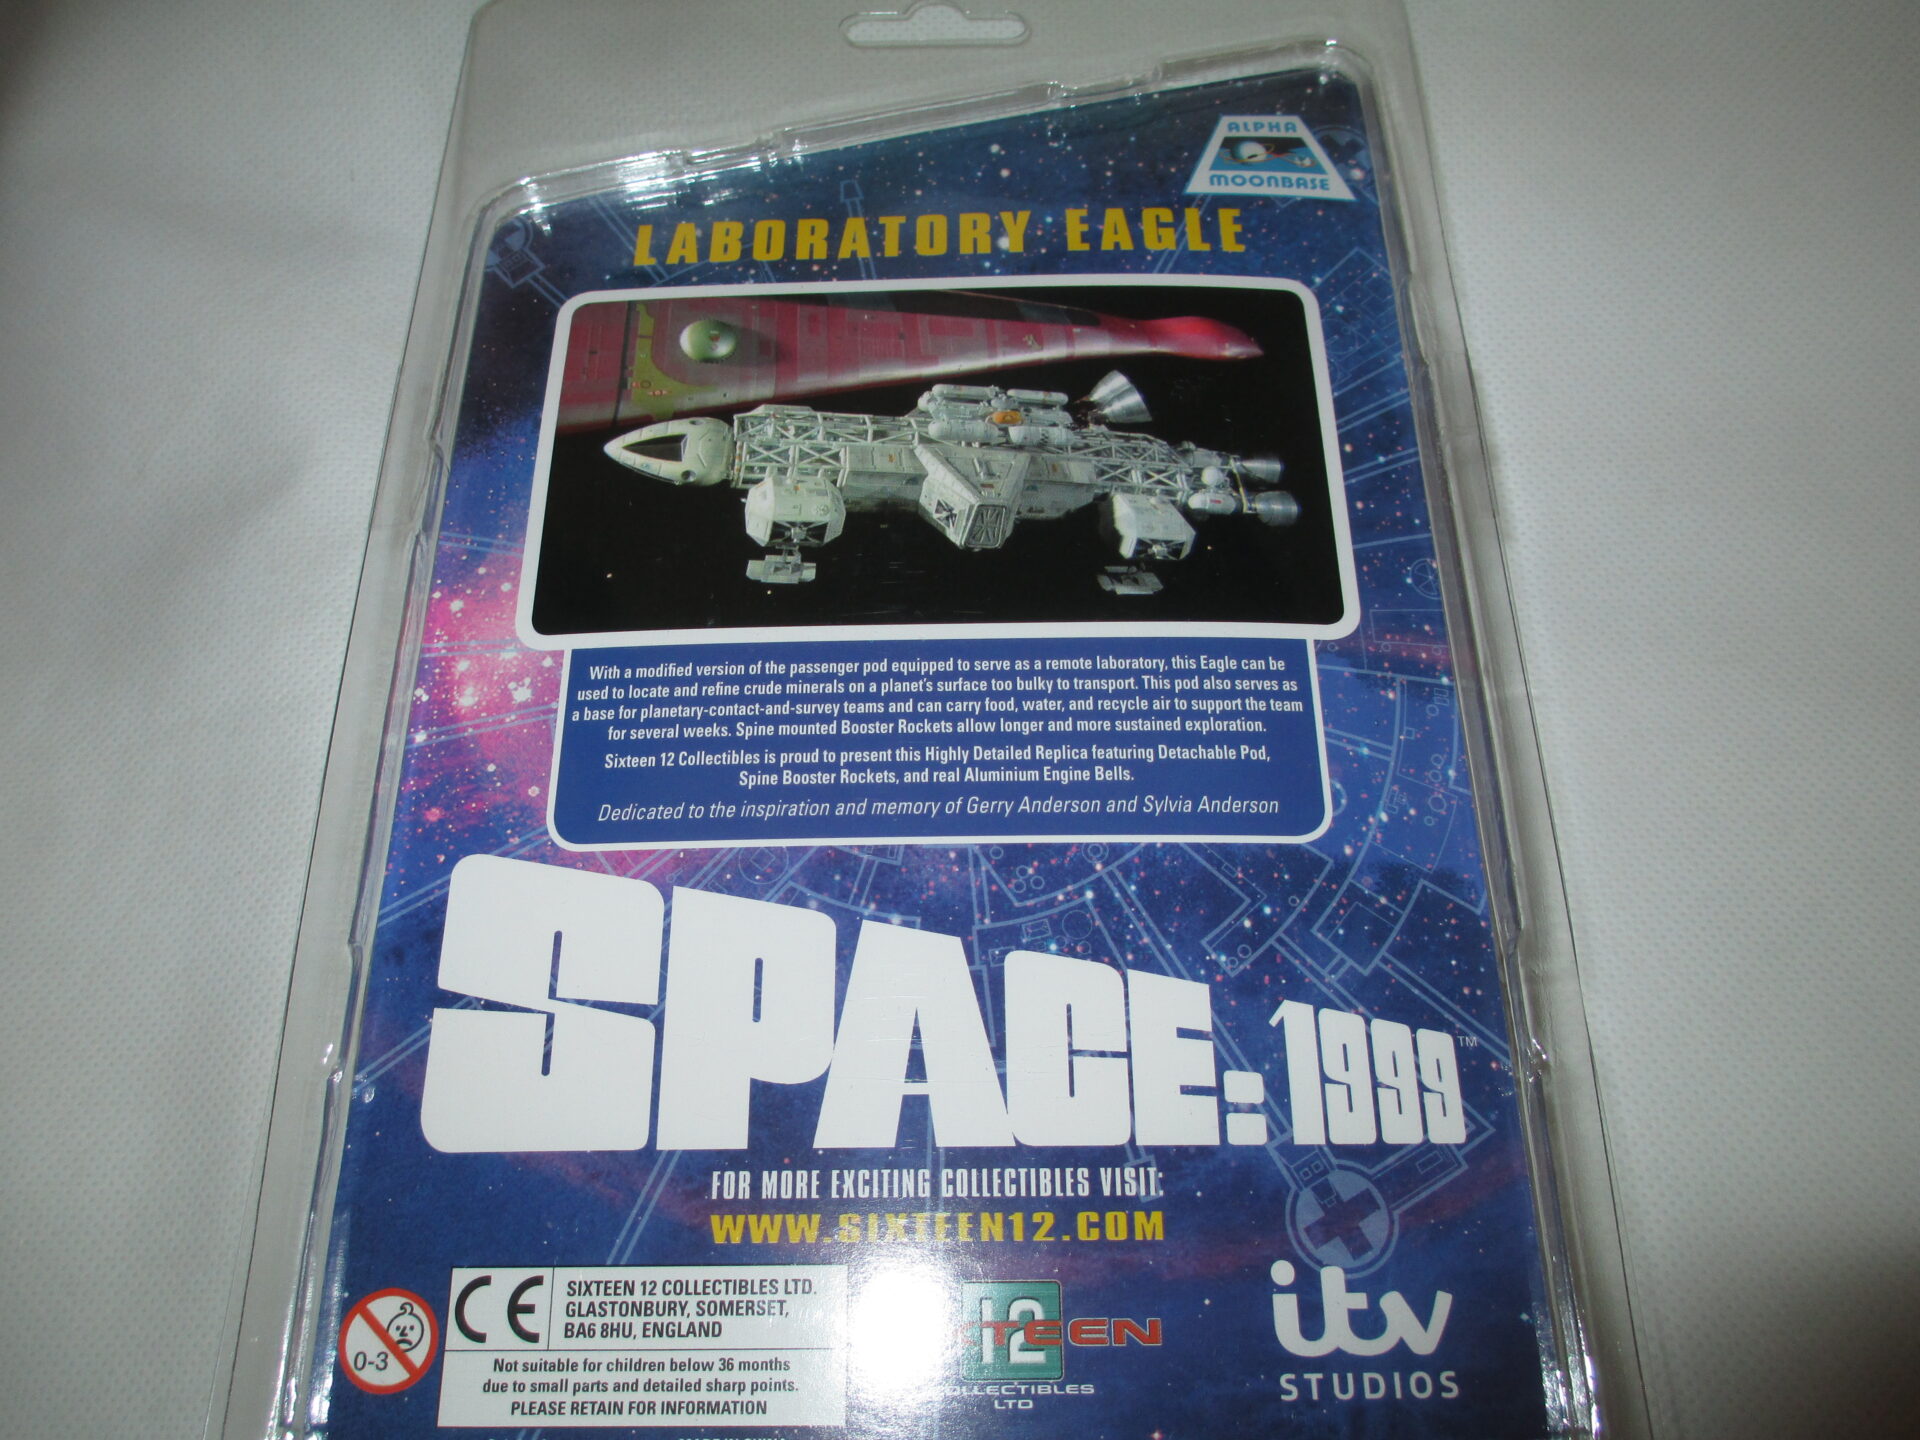 ALPHA
MOONBASE
LABORATORY EAGLE
With a modified version of the passenger pod equipped to serve as a remote laboratory, this Eagle can be
used to locate and refine crude minerals on a planet's surface too bulky to transport. This pod also serves as
a base for planetary-contact-and-survey teams and can carry food, water, and recycle air to support the team
for several weeks. Spine mounted Booster Rockets allow longer and more sustained exploration.
Sixteen 12 Collectibles is proud to present this Highly Detailed Replica featuring Detachable Pod,
Spine Booster Rockets, and real Aluminium Engine Bells.
Dedicated to the inspiration and memory of Gerry Anderson and Sylvia Anderson
SPACE:1999™
FOR MORE EXCITING COLLECTIBLES VISIT:
WWW.SIXTEEN12.COM
0-3
CE
SIXTEEN 12 COLLECTIBLES LTD.
GLASTONBURY, SOMERSET,
BA6 8HU, ENGLAND
Not suitable for children below 36 months
due to small parts and detailed sharp points.
PLEASE RETAIN FOR INFORMATION
12
COLLECTIBLES
LTD
itv
STUDIOS